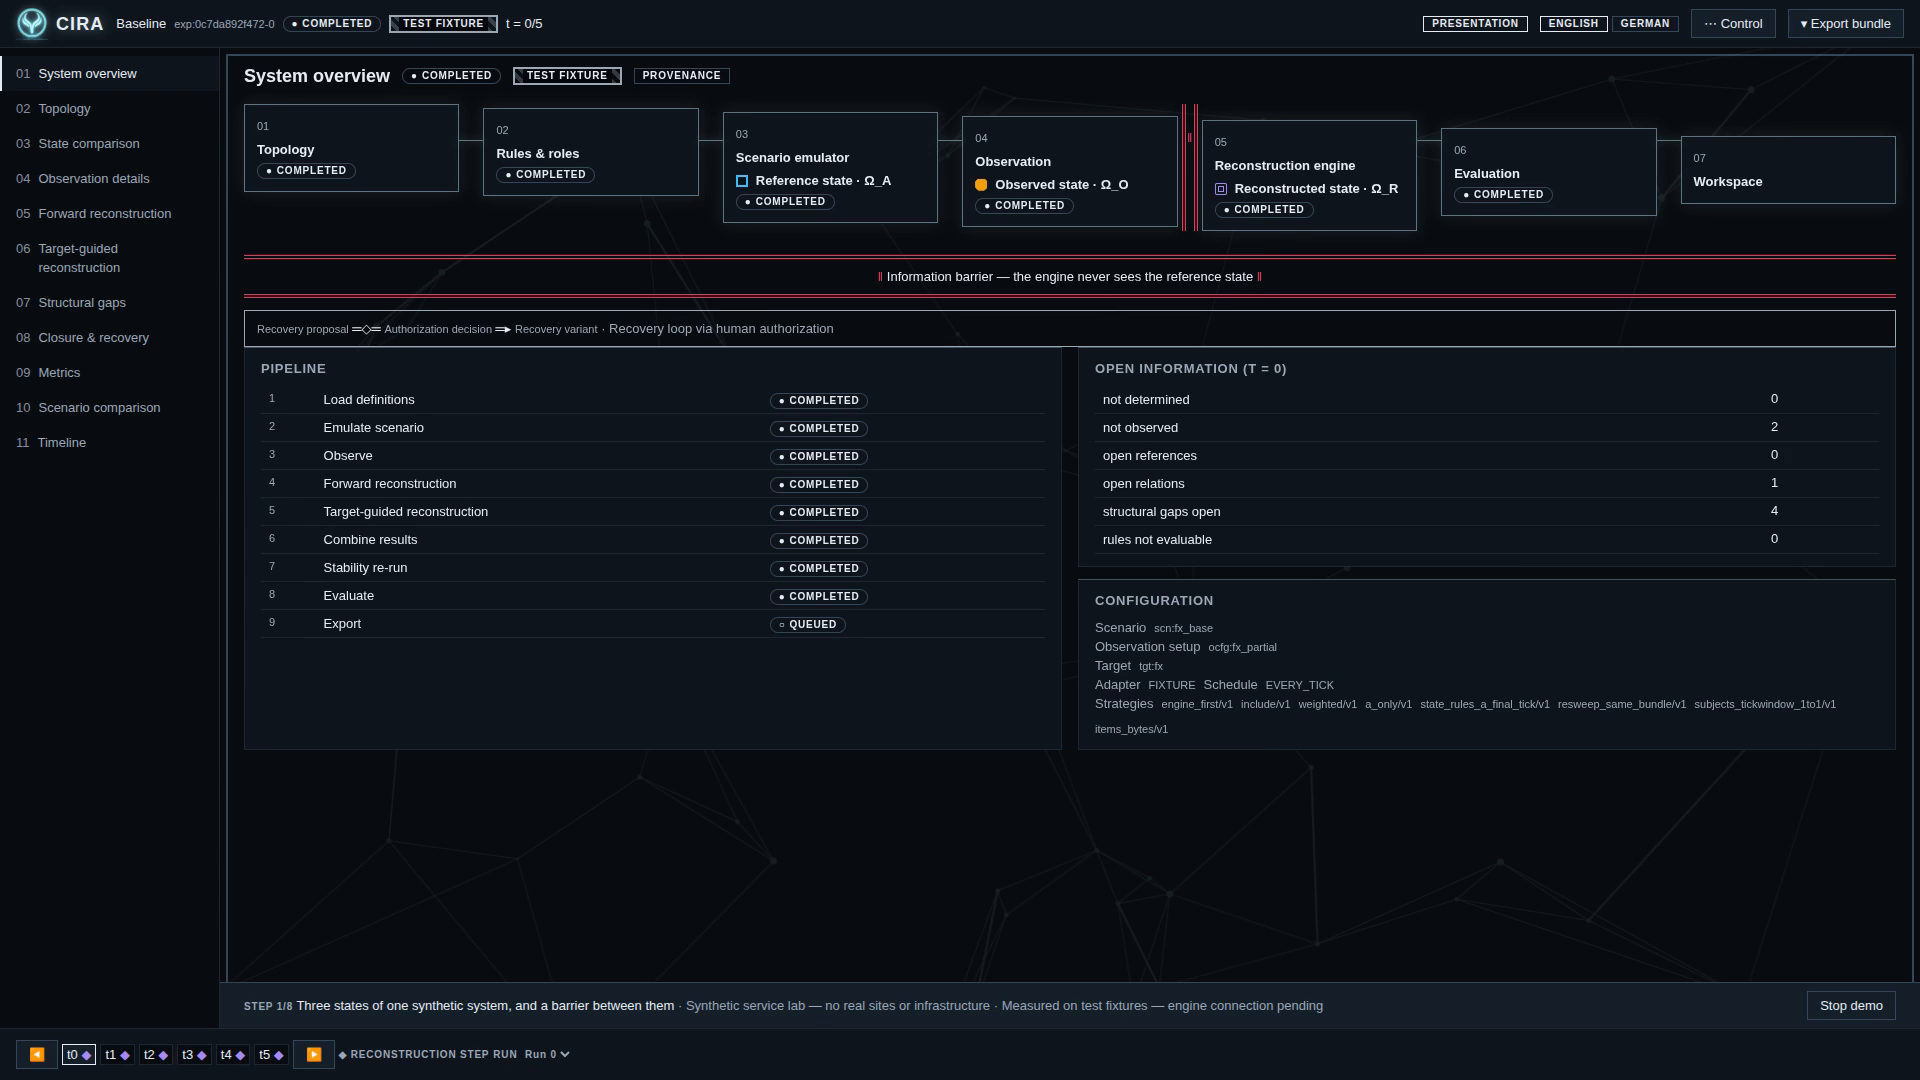 CIRA Baseline exp:0c7da892f472-0 ● COMPLETED TEST FIXTURE t = 0/5 PRESENTATION ENGLISH GERMAN ⋯ Control ▾ Export bundle
01 System overview
02 Topology
03 State comparison
04 Observation details
05 Forward reconstruction
06 Target-guided
reconstruction
07 Structural gaps
08 Closure & recovery
09 Metrics
10 Scenario comparison
11 Timeline
System overview ● COMPLETED TEST FIXTURE PROVENANCE
01
Topology
● COMPLETED
02
Rules & roles
● COMPLETED
03
Scenario emulator
Reference state · Ω_A
● COMPLETED
04
Observation
Observed state · Ω_O
● COMPLETED
‖
05
Reconstruction engine
Reconstructed state · Ω_R
● COMPLETED
06
Evaluation
● COMPLETED
07
Workspace
‖ Information barrier — the engine never sees the reference state ‖
Recovery proposal ═◇═ Authorization decision ═▸ Recovery variant · Recovery loop via human authorization
PIPELINE
1 Load definitions ● COMPLETED
2 Emulate scenario ● COMPLETED
3 Observe ● COMPLETED
4 Forward reconstruction ● COMPLETED
5 Target-guided reconstruction ● COMPLETED
6 Combine results ● COMPLETED
7 Stability re-run ● COMPLETED
8 Evaluate ● COMPLETED
9 Export ○ QUEUED
OPEN INFORMATION (T = 0)
not determined 0
not observed 2
open references 0
open relations 1
structural gaps open 4
rules not evaluable 0
CONFIGURATION
Scenario scn:fx_base
Observation setup ocfg:fx_partial
Target tgt:fx
Adapter FIXTURE Schedule EVERY_TICK
Strategies engine_first/v1 include/v1 weighted/v1 a_only/v1 state_rules_a_final_tick/v1 resweep_same_bundle/v1 subjects_tickwindow_1to1/v1
items_bytes/v1
STEP 1/8 Three states of one synthetic system, and a barrier between them · Synthetic service lab — no real sites or infrastructure · Measured on test fixtures — engine connection pending Stop demo
◀ t0 ◆ t1 ◆ t2 ◆ t3 ◆ t4 ◆ t5 ◆ ▶ ◆ RECONSTRUCTION STEP RUN Run 0